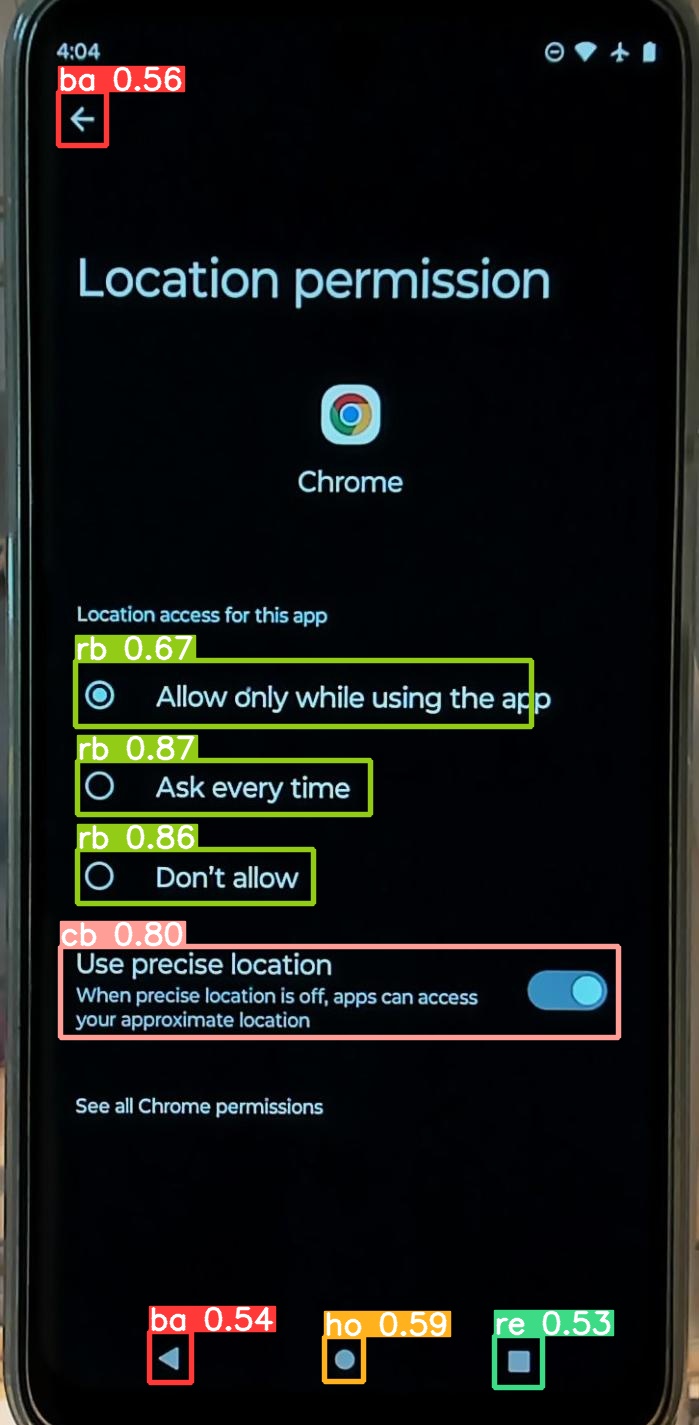 4:04
ba 0.56
Location permission
Chrome
Location access for this app
rb 0.67
Allow only while using the app
rb 0.87
Ask every time
rb 0.86
Don't allow
cb 0.80
Use precise location
When precise location is off, apps can access
your approximate location
See all Chrome permissions
ba 0.54
ho 0.59
re 0.53